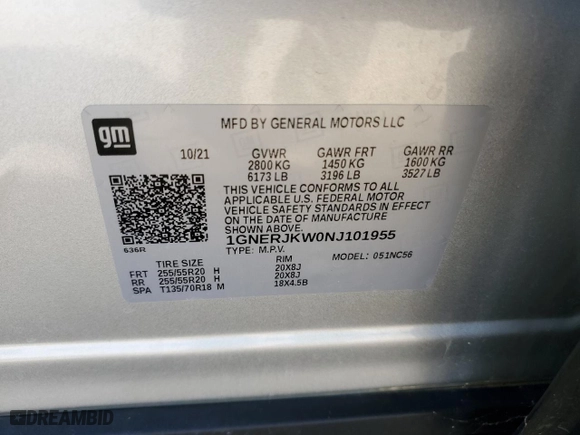 gm
MFD BY GENERAL MOTORS LLC
10/21 GVWR GAWR FRT GAWR RR
2800 KG 1450 KG 1600 KG
6173 LB 3196 LB 3527 LB
THIS VEHICLE CONFORMS TO ALL
APPLICABLE U.S. FEDERAL MOTOR
VEHICLE SAFETY STANDARDS IN
EFFECT ON THE DATE OF MANUFACTURE
SHOWN ABOVE.
1GNERJKW0NJ101955
636R
TYPE: M.P.V. MODEL: 051NC56
TIRE SIZE RIM
FRT 255/55R20 H 20X8J
RR 255/55R20 H 20X8J
SPA T135/70R18 M 18X4.5B
DREAMBID